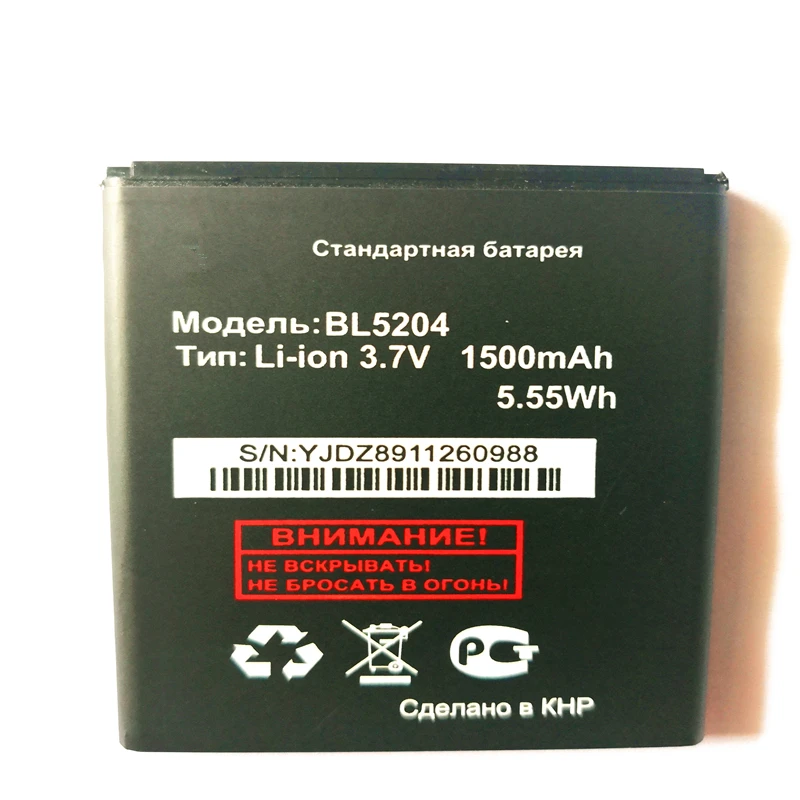 Стандартная батарея
Модель: BL5204
Тип: Li-ion 3.7V 1500mAh
5.55Wh
S/N:YJDZ8911260988
ВНИМАНИЕ!
НЕ ВСКРЫВАТЬ!
НЕ БРОСАТЬ В ОГОНЬ!
РСТ
Сделано в КНР